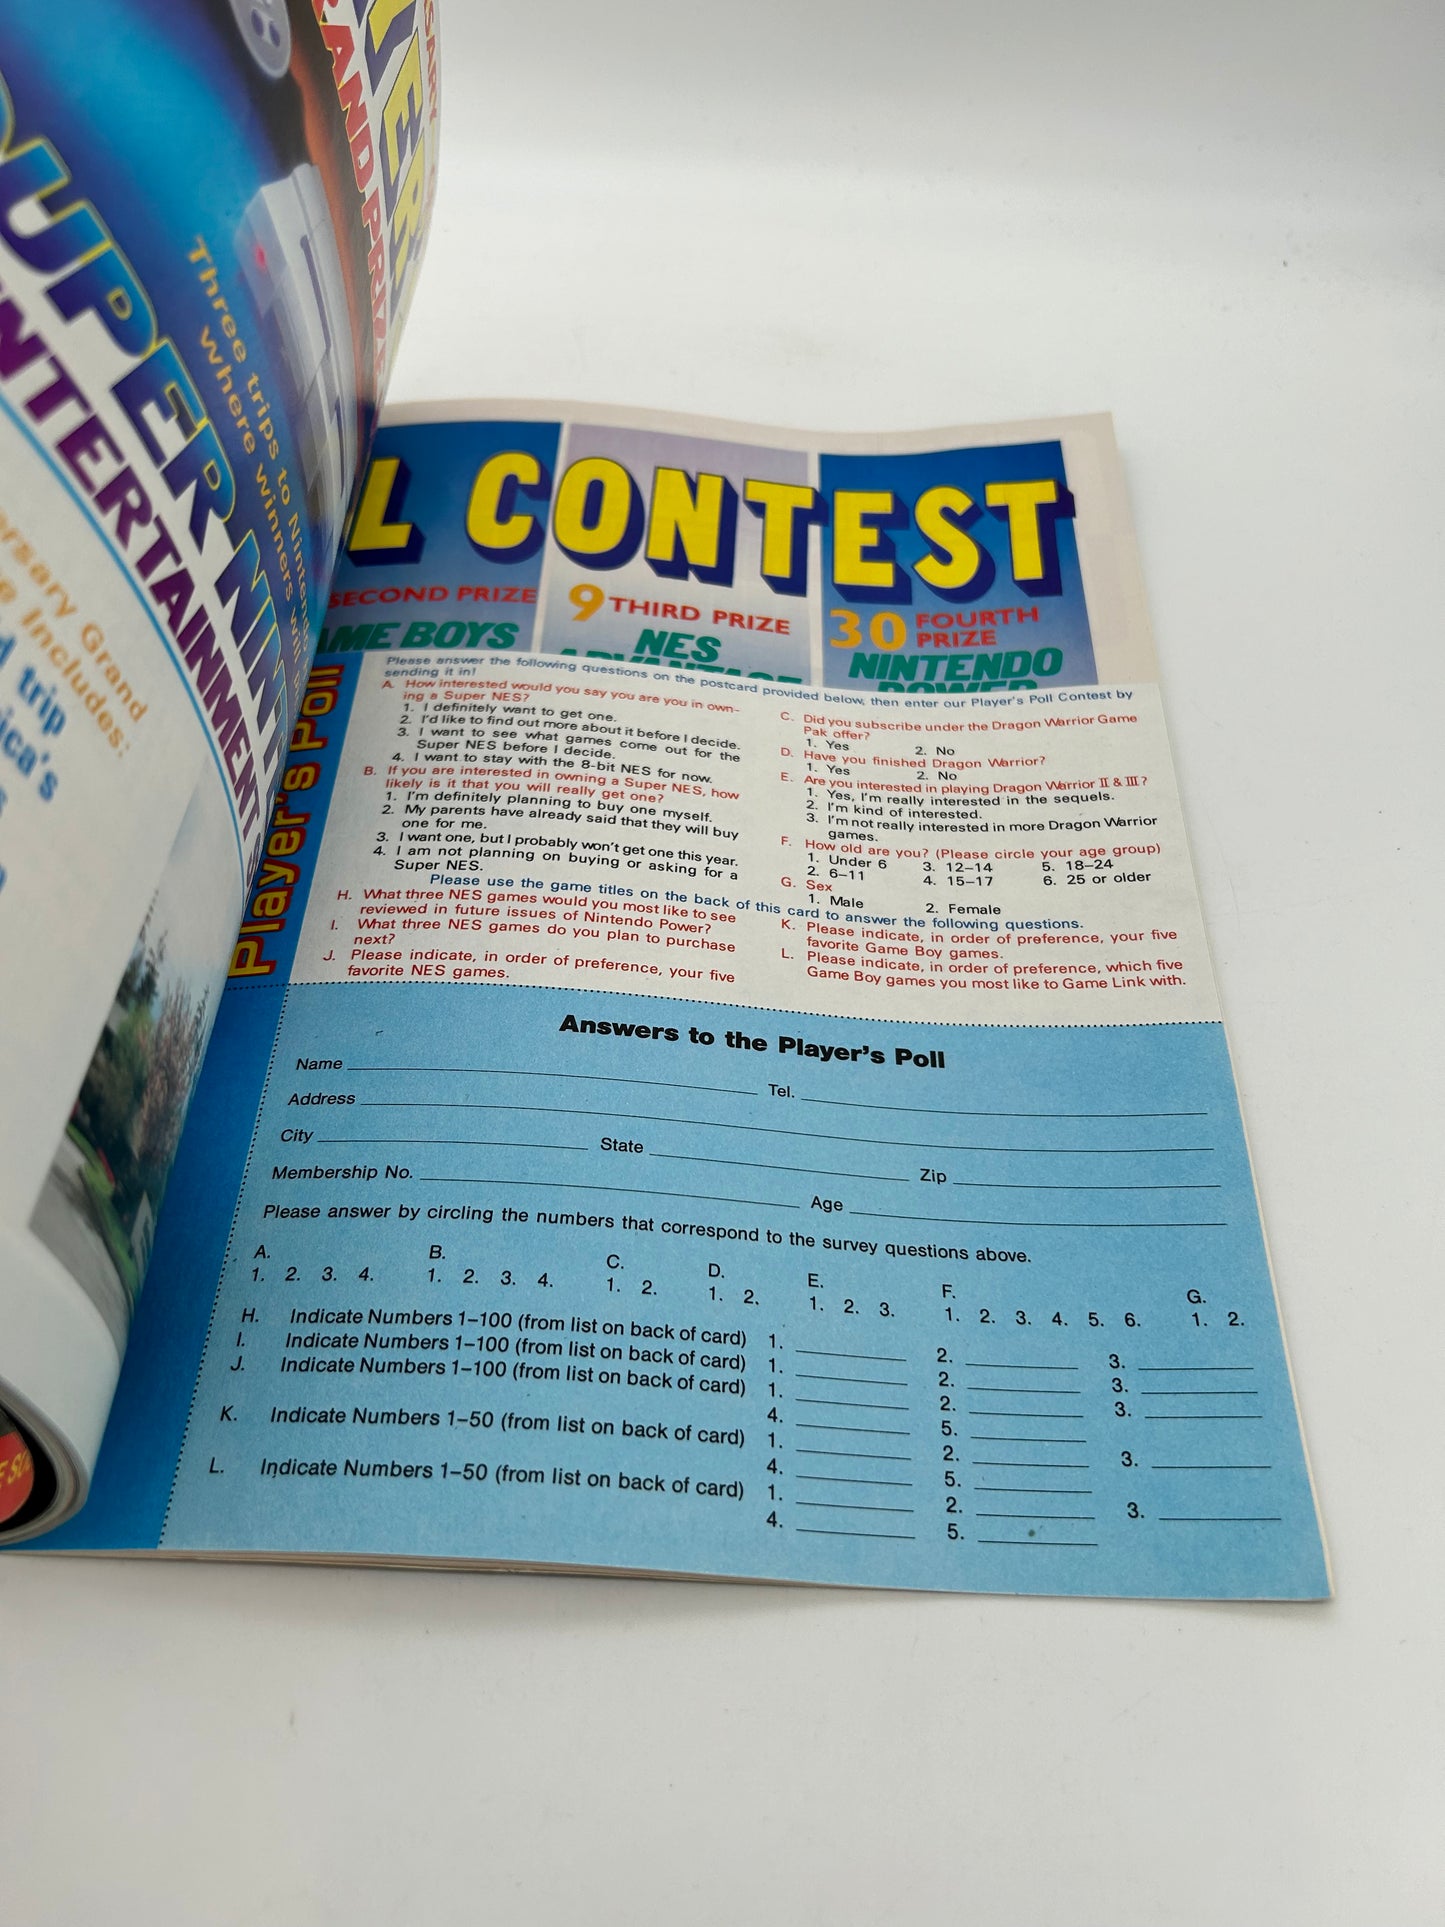 SUPER NINT
ENTERTAINMENT
Three trips to Nintendo
where winners will
RAND PRIZE
ersary Grand
e Includes:
d trip
ica's
L CONTEST
SECOND PRIZE
AME BOYS
9 THIRD PRIZE
NES
ADVANTAGE
30 FOURTH
PRIZE
NINTENDO
POWER
Player's Poll
Please answer the following questions on the postcard provided below, then enter our Player's Poll Contest by
sending it in!
A. How interested would you say you are you in own-
ing a Super NES?
1. I definitely want to get one.
2. I'd like to find out more about it before I decide.
3. I want to see what games come out for the
Super NES before I decide.
4. I want to stay with the 8-bit NES for now.
B. If you are interested in owning a Super NES, how
likely is it that you will really get one?
1. I'm definitely planning to buy one myself.
2. My parents have already said that they will buy
one for me.
3. I want one, but I probably won't get one this year.
4. I am not planning on buying or asking for a
Super NES.
C. Did you subscribe under the Dragon Warrior Game
Pak offer?
1. Yes 2. No
D. Have you finished Dragon Warrior?
1. Yes 2. No
E. Are you interested in playing Dragon Warrior II & III?
1. Yes, I'm really interested in the sequels.
2. I'm kind of interested.
3. I'm not really interested in more Dragon Warrior
games.
F. How old are you? (Please circle your age group)
1. Under 6 3. 12–14 5. 18–24
2. 6–11 4. 15–17 6. 25 or older
G. Sex
1. Male 2. Female
Please use the game titles on the back of this card to answer the following questions.
H. What three NES games would you most like to see
reviewed in future issues of Nintendo Power?
I. What three NES games do you plan to purchase
next?
J. Please indicate, in order of preference, your five
favorite NES games.
K. Please indicate, in order of preference, your five
favorite Game Boy games.
L. Please indicate, in order of preference, which five
Game Boy games you most like to Game Link with.
Answers to the Player's Poll
Name Tel.
Address
City State Zip
Membership No. Age
Please answer by circling the numbers that correspond to the survey questions above.
A. B. C. D. E. F. G.
1. 2. 3. 4. 1. 2. 3. 4. 1. 2. 1. 2. 1. 2. 3. 1. 2. 3. 4. 5. 6. 1. 2.
H. Indicate Numbers 1–100 (from list on back of card) 1. 2. 3.
I. Indicate Numbers 1–100 (from list on back of card) 1. 2. 3.
J. Indicate Numbers 1–100 (from list on back of card) 1. 2. 3.
4. 5.
K. Indicate Numbers 1–50 (from list on back of card) 1. 2. 3.
4. 5.
L. Indicate Numbers 1–50 (from list on back of card) 1. 2. 3.
4. 5.